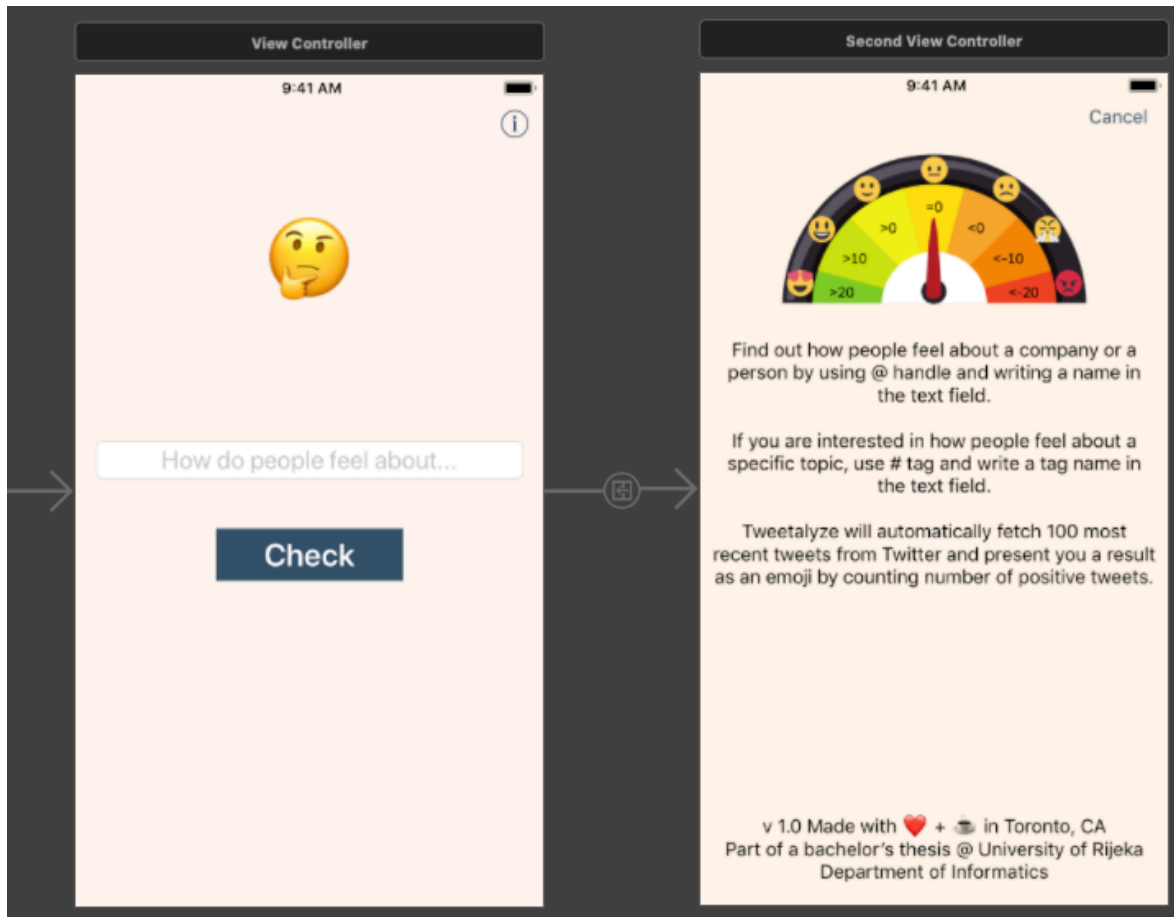 View Controller
9:41 AM
How do people feel about...
Check
Second View Controller
9:41 AM
Cancel
=0
>0
<0
>10
<-10
>20
<-20
Find out how people feel about a company or a
person by using @ handle and writing a name in
the text field.
If you are interested in how people feel about a
specific topic, use # tag and write a tag name in
the text field.
Tweetalyze will automatically fetch 100 most
recent tweets from Twitter and present you a result
as an emoji by counting number of positive tweets.
v 1.0 Made with ❤️ + ☕ in Toronto, CA
Part of a bachelor's thesis @ University of Rijeka
Department of Informatics